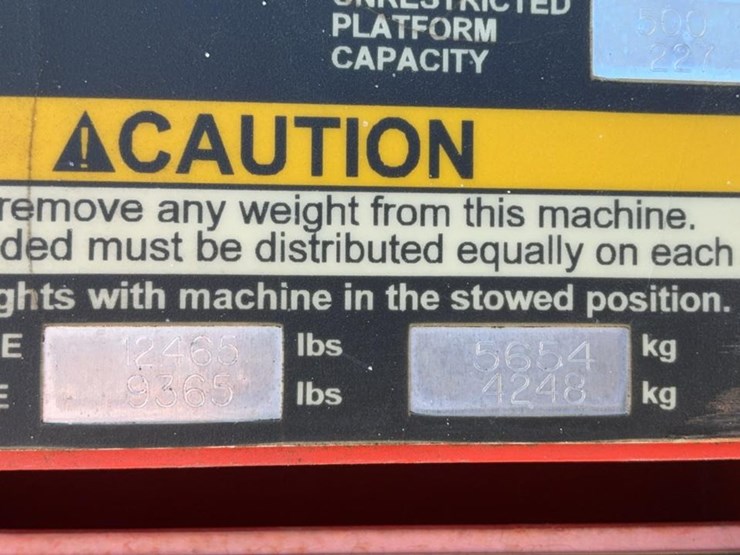 UNRESTRICTED
PLATFORM
CAPACITY
500
227
CAUTION
remove any weight from this machine.
ded must be distributed equally on each
ghts with machine in the stowed position.
E 12465 lbs 5654 kg
E 9365 lbs 4248 kg